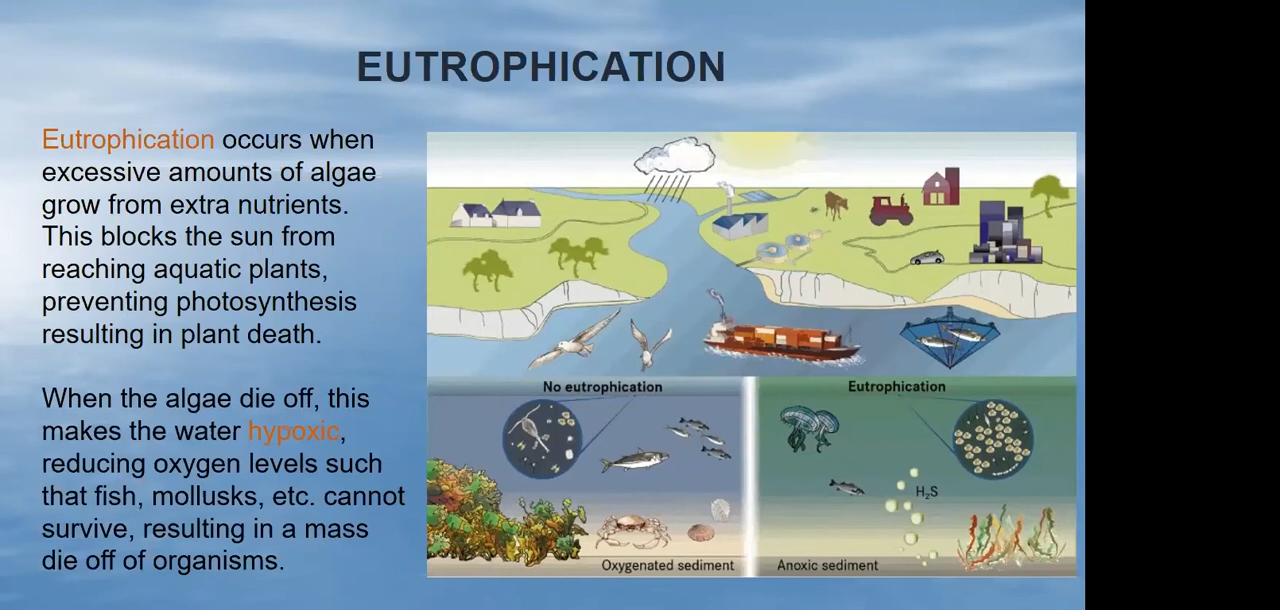 EUTROPHICATION
Eutrophication occurs when
excessive amounts of algae
grow from extra nutrients.
This blocks the sun from
reaching aquatic plants,
preventing photosynthesis
resulting in plant death.
When the algae die off, this
makes the water hypoxic,
reducing oxygen levels such
that fish, mollusks, etc. cannot
survive, resulting in a mass
die off of organisms.
No eutrophication
Eutrophication
H₂S
Oxygenated sediment
Anoxic sediment